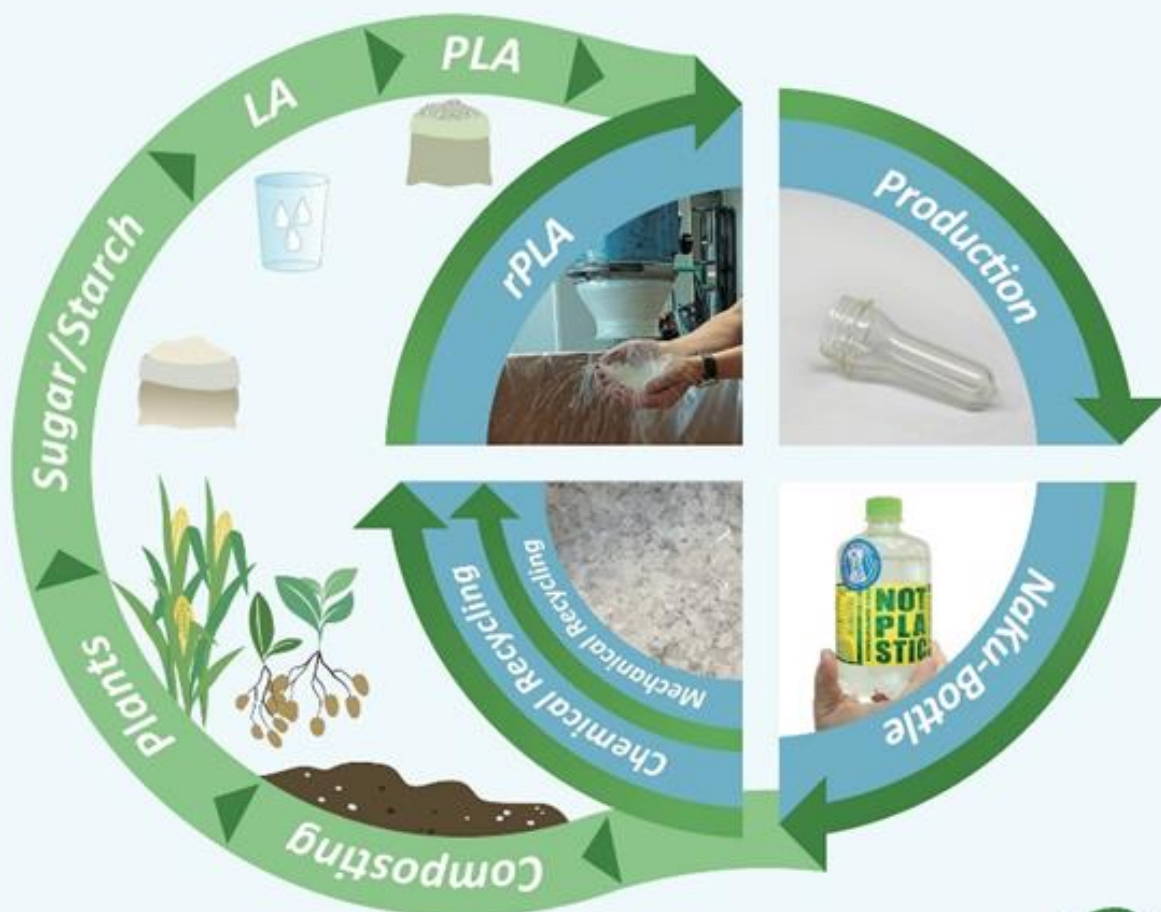 PLA
LA
Sugar/Starch
Plants
Composting
rPLA
Production
NaKu-Bottle
Chemical Recycling
Mechanical Recycling
NOT
PLA
STIC